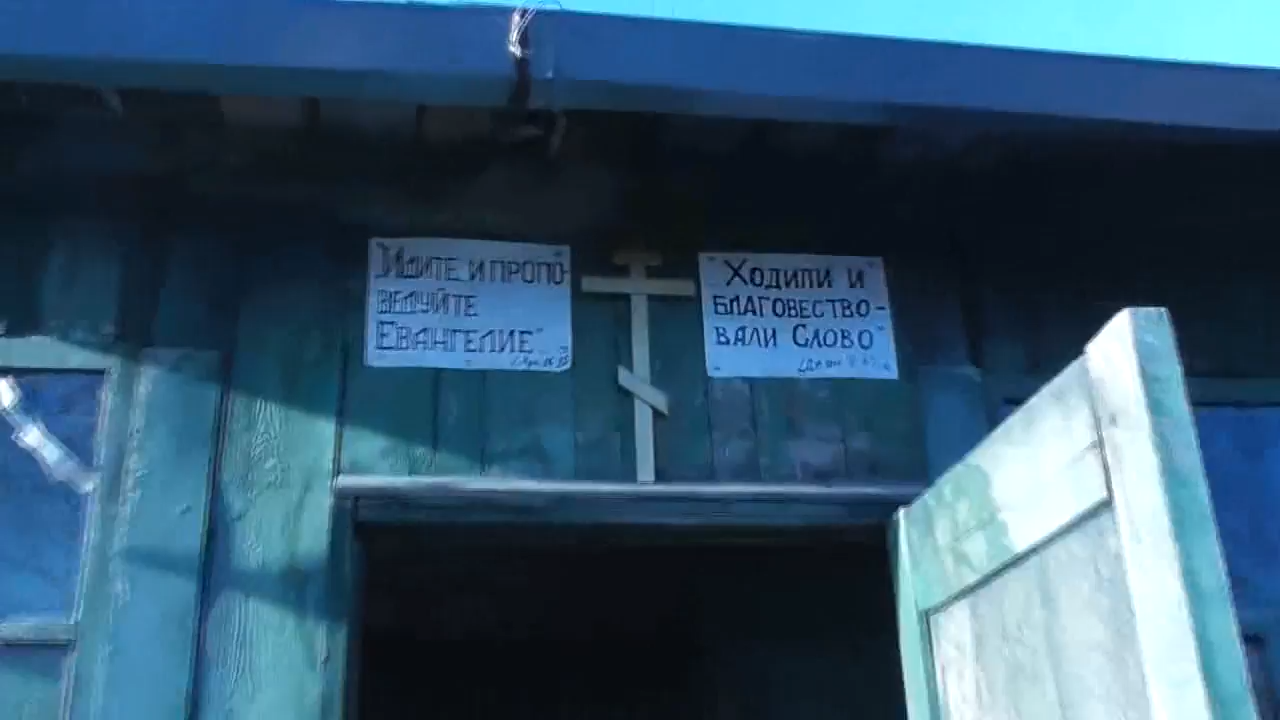 "Идите и пропо-
ведуйте
Евангелие"
"Ходили и
благовество-
вали Слово"